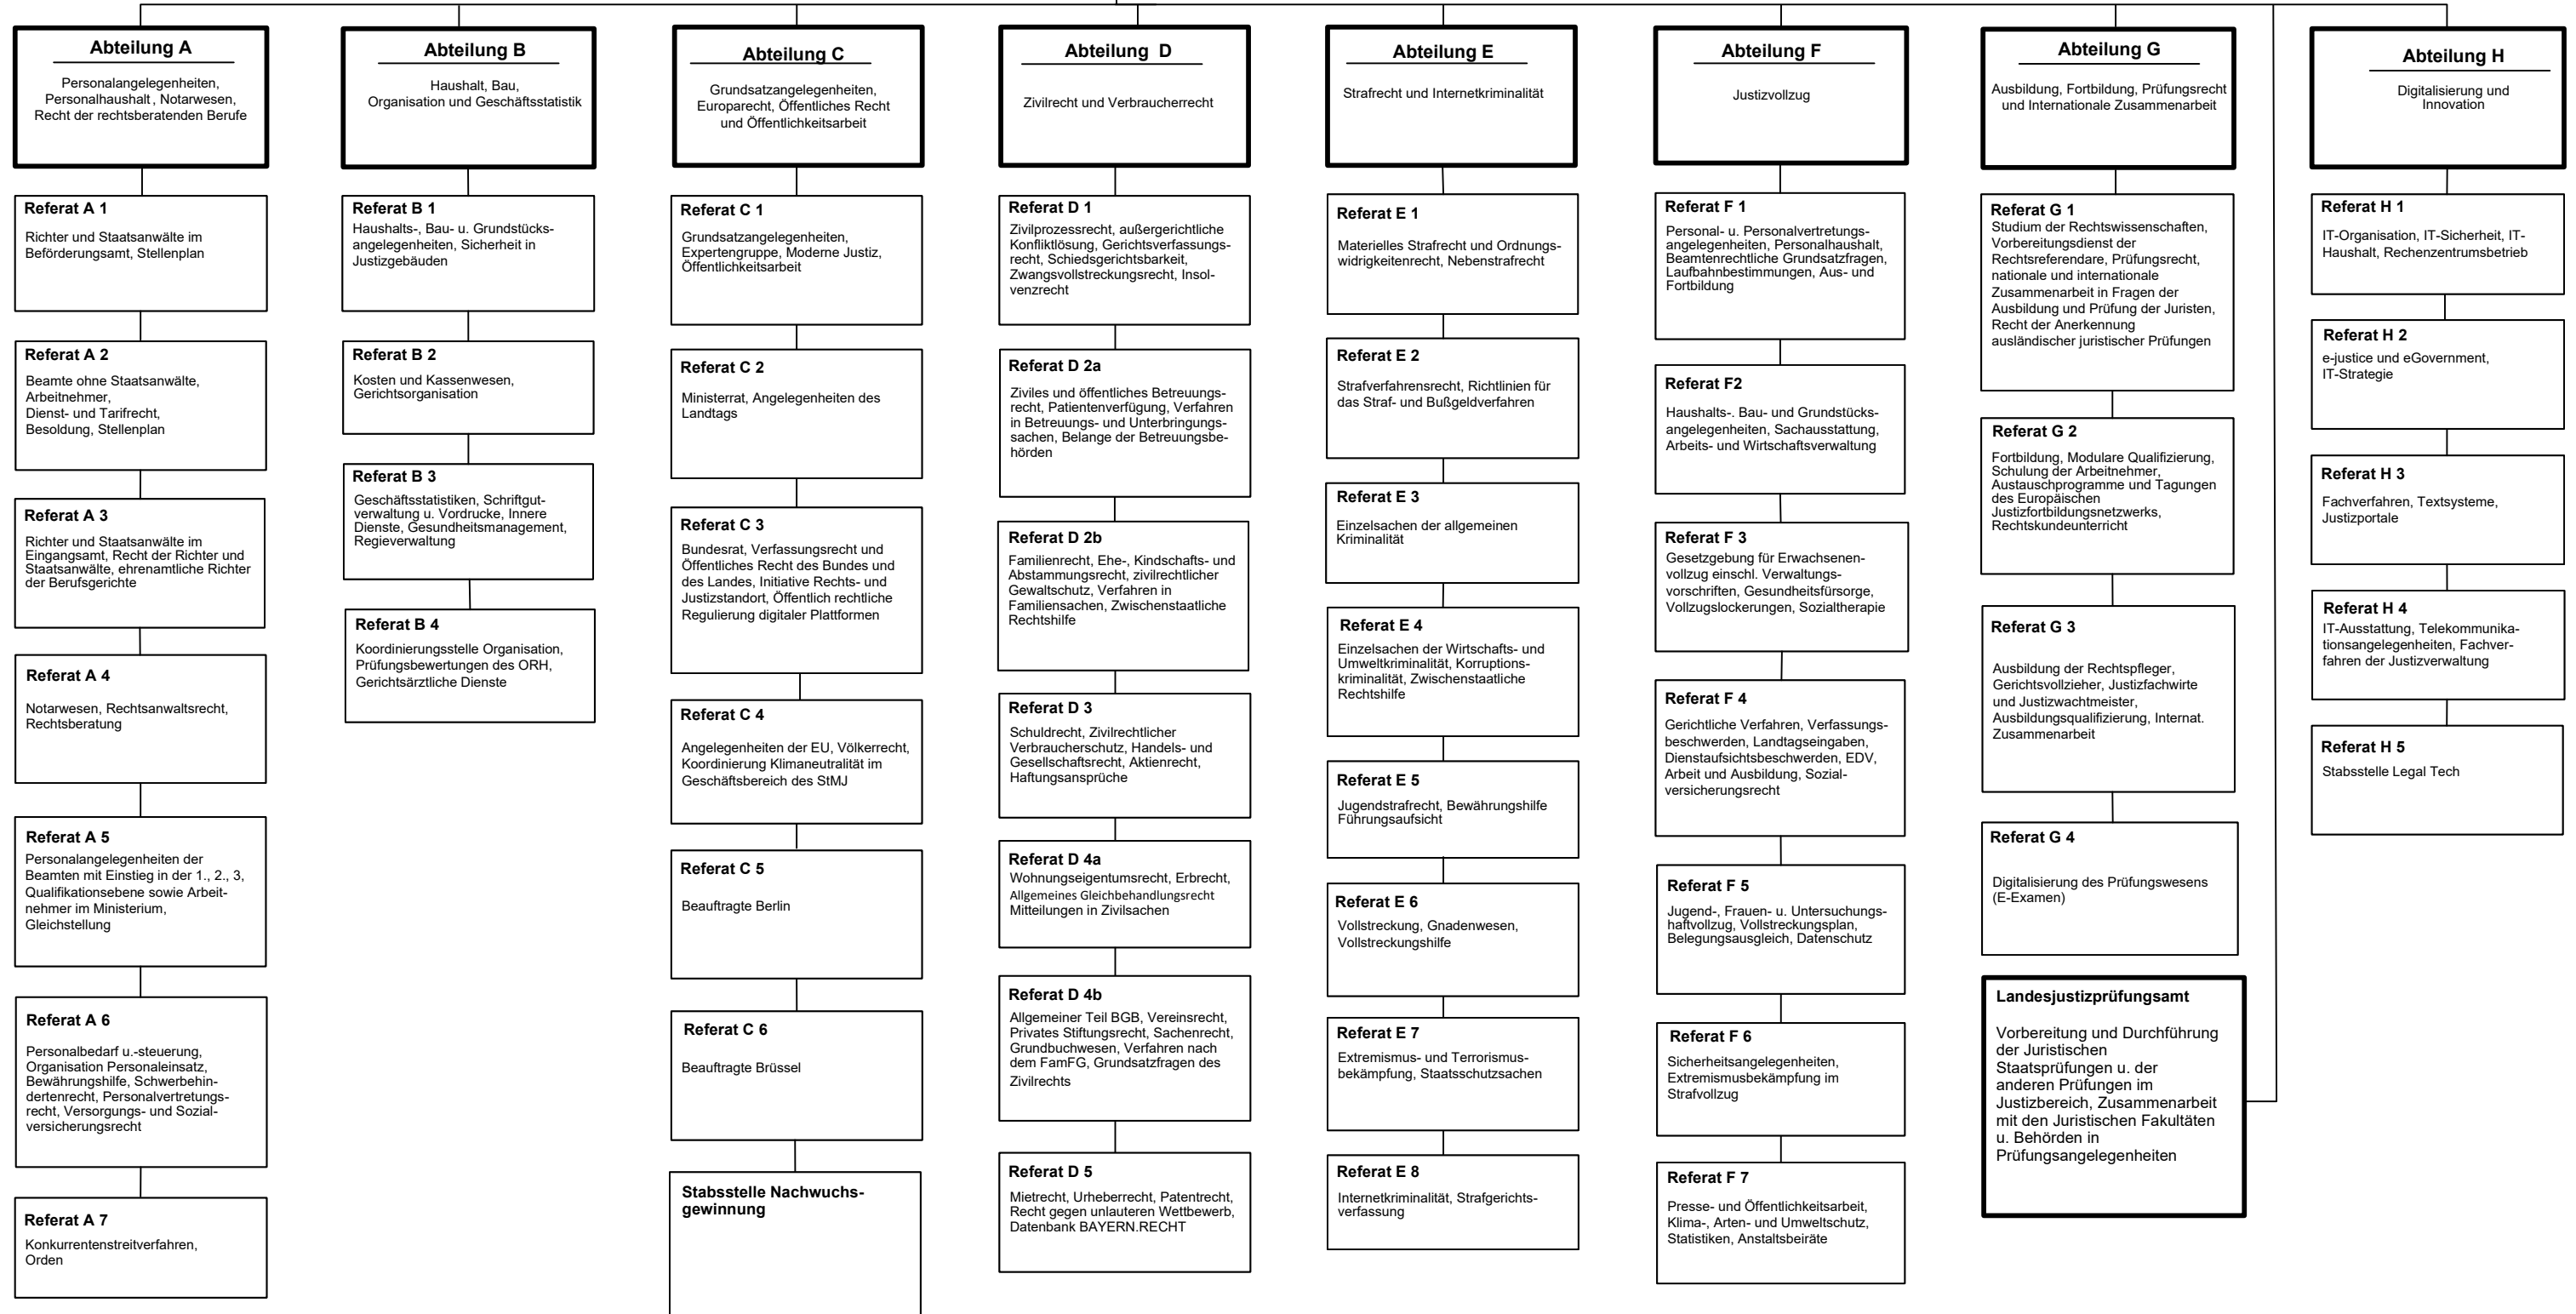 Abteilung A
Personalangelegenheiten,
Personalhaushalt, Notarwesen,
Recht der rechtsberatenden Berufe
Referat A 1
Richter und Staatsanwälte im
Beförderungsamt, Stellenplan
Referat A 2
Beamte ohne Staatsanwälte,
Arbeitnehmer,
Dienst- und Tarifrecht,
Besoldung, Stellenplan
Referat A 3
Richter und Staatsanwälte im
Eingangsamt, Recht der Richter und
Staatsanwälte, ehrenamtliche Richter
der Berufsgerichte
Referat A 4
Notarwesen, Rechtsanwaltsrecht,
Rechtsberatung
Referat A 5
Personalangelegenheiten der
Beamten mit Einstieg in der 1., 2., 3,
Qualifikationsebene sowie Arbeit-
nehmer im Ministerium,
Gleichstellung
Referat A 6
Personalbedarf u.-steuerung,
Organisation Personaleinsatz,
Bewährungshilfe, Schwerbehin-
dertenrecht, Personalvertretungs-
recht, Versorgungs- und Sozial-
versicherungsrecht
Referat A 7
Konkurrentenstreitverfahren,
Orden
Abteilung B
Haushalt, Bau,
Organisation und Geschäftsstatistik
Referat B 1
Haushalts-, Bau- u. Grundstücks-
angelegenheiten, Sicherheit in
Justizgebäuden
Referat B 2
Kosten und Kassenwesen,
Gerichtsorganisation
Referat B 3
Geschäftsstatistiken, Schriftgut-
verwaltung u. Vordrucke, Innere
Dienste, Gesundheitsmanagement,
Regieverwaltung
Referat B 4
Koordinierungsstelle Organisation,
Prüfungsbewertungen des ORH,
Gerichtsärztliche Dienste
Abteilung C
Grundsatzangelegenheiten,
Europarecht, Öffentliches Recht
und Öffentlichkeitsarbeit
Referat C 1
Grundsatzangelegenheiten,
Expertengruppe, Moderne Justiz,
Öffentlichkeitsarbeit
Referat C 2
Ministerrat, Angelegenheiten des
Landtags
Referat C 3
Bundesrat, Verfassungsrecht und
Öffentliches Recht des Bundes und
des Landes, Initiative Rechts- und
Justizstandort, Öffentlich rechtliche
Regulierung digitaler Plattformen
Referat C 4
Angelegenheiten der EU, Völkerrecht,
Koordinierung Klimaneutralität im
Geschäftsbereich des StMJ
Referat C 5
Beauftragte Berlin
Referat C 6
Beauftragte Brüssel
Stabsstelle Nachwuchs-
gewinnung
Abteilung  D
Zivilrecht und Verbraucherrecht
Referat D 1
Zivilprozessrecht, außergerichtliche
Konfliktlösung, Gerichtsverfassungs-
recht, Schiedsgerichtsbarkeit,
Zwangsvollstreckungsrecht, Insol-
venzrecht
Referat D 2a
Ziviles und öffentliches Betreuungs-
recht, Patientenverfügung, Verfahren
in Betreuungs- und Unterbringungs-
sachen, Belange der Betreuungsbe-
hörden
Referat D 2b
Familienrecht, Ehe-, Kindschafts- und
Abstammungsrecht, zivilrechtlicher
Gewaltschutz, Verfahren in
Familiensachen, Zwischenstaatliche
Rechtshilfe
Referat D 3
Schuldrecht, Zivilrechtlicher
Verbraucherschutz, Handels- und
Gesellschaftsrecht, Aktienrecht,
Haftungsansprüche
Referat D 4a
Wohnungseigentumsrecht, Erbrecht,
Allgemeines Gleichbehandlungsrecht
Mitteilungen in Zivilsachen
Referat D 4b
Allgemeiner Teil BGB, Vereinsrecht,
Privates Stiftungsrecht, Sachenrecht,
Grundbuchwesen, Verfahren nach
dem FamFG, Grundsatzfragen des
Zivilrechts
Referat D 5
Mietrecht, Urheberrecht, Patentrecht,
Recht gegen unlauteren Wettbewerb,
Datenbank BAYERN.RECHT
Abteilung E
Strafrecht und Internetkriminalität
Referat E 1
Materielles Strafrecht und Ordnungs-
widrigkeitenrecht, Nebenstrafrecht
Referat E 2
Strafverfahrensrecht, Richtlinien für
das Straf- und Bußgeldverfahren
Referat E 3
Einzelsachen der allgemeinen
Kriminalität
Referat E 4
Einzelsachen der Wirtschafts- und
Umweltkriminalität, Korruptions-
kriminalität, Zwischenstaatliche
Rechtshilfe
Referat E 5
Jugendstrafrecht, Bewährungshilfe
Führungsaufsicht
Referat E 6
Vollstreckung, Gnadenwesen,
Vollstreckungshilfe
Referat E 7
Extremismus- und Terrorismus-
bekämpfung, Staatsschutzsachen
Referat E 8
Internetkriminalität, Strafgerichts-
verfassung
Abteilung F
Justizvollzug
Referat F 1
Personal- u. Personalvertretungs-
angelegenheiten, Personalhaushalt,
Beamtenrechtliche Grundsatzfragen,
Laufbahnbestimmungen, Aus- und
Fortbildung
Referat F2
Haushalts-. Bau- und Grundstücks-
angelegenheiten, Sachausstattung,
Arbeits- und Wirtschaftsverwaltung
Referat F 3
Gesetzgebung für Erwachsenen-
vollzug einschl. Verwaltungs-
vorschriften, Gesundheitsfürsorge,
Vollzugslockerungen, Sozialtherapie
Referat F 4
Gerichtliche Verfahren, Verfassungs-
beschwerden, Landtagseingaben,
Dienstaufsichtsbeschwerden, EDV,
Arbeit und Ausbildung, Sozial-
versicherungsrecht
Referat F 5
Jugend-, Frauen- u. Untersuchungs-
haftvollzug, Vollstreckungsplan,
Belegungsausgleich, Datenschutz
Referat F 6
Sicherheitsangelegenheiten,
Extremismusbekämpfung im
Strafvollzug
Referat F 7
Presse- und Öffentlichkeitsarbeit,
Klima-, Arten- und Umweltschutz,
Statistiken, Anstaltsbeiräte
Abteilung G
Ausbildung, Fortbildung, Prüfungsrecht
und Internationale Zusammenarbeit
Referat G 1
Studium der Rechtswissenschaften,
Vorbereitungsdienst der
Rechtsreferendare, Prüfungsrecht,
nationale und internationale
Zusammenarbeit in Fragen der
Ausbildung und Prüfung der Juristen,
Recht der Anerkennung
ausländischer juristischer Prüfungen
Referat G 2
Fortbildung, Modulare Qualifizierung,
Schulung der Arbeitnehmer,
Austauschprogramme und Tagungen
des Europäischen
Justizfortbildungsnetzwerks,
Rechtskundeunterricht
Referat G 3
Ausbildung der Rechtspfleger,
Gerichtsvollzieher, Justizfachwirte
und Justizwachtmeister,
Ausbildungsqualifizierung, Internat.
Zusammenarbeit
Referat G 4
Digitalisierung des Prüfungswesens
(E-Examen)
Landesjustizprüfungsamt
Vorbereitung und Durchführung
der Juristischen
Staatsprüfungen u. der
anderen Prüfungen im
Justizbereich, Zusammenarbeit
mit den Juristischen Fakultäten
u. Behörden in
Prüfungsangelegenheiten
Abteilung H
Digitalisierung und
Innovation
Referat H 1
IT-Organisation, IT-Sicherheit, IT-
Haushalt, Rechenzentrumsbetrieb
Referat H 2
e-justice und eGovernment,
IT-Strategie
Referat H 3
Fachverfahren, Textsysteme,
Justizportale
Referat H 4
IT-Ausstattung, Telekommunika-
tionsangelegenheiten, Fachver-
fahren der Justizverwaltung
Referat H 5
Stabsstelle Legal Tech